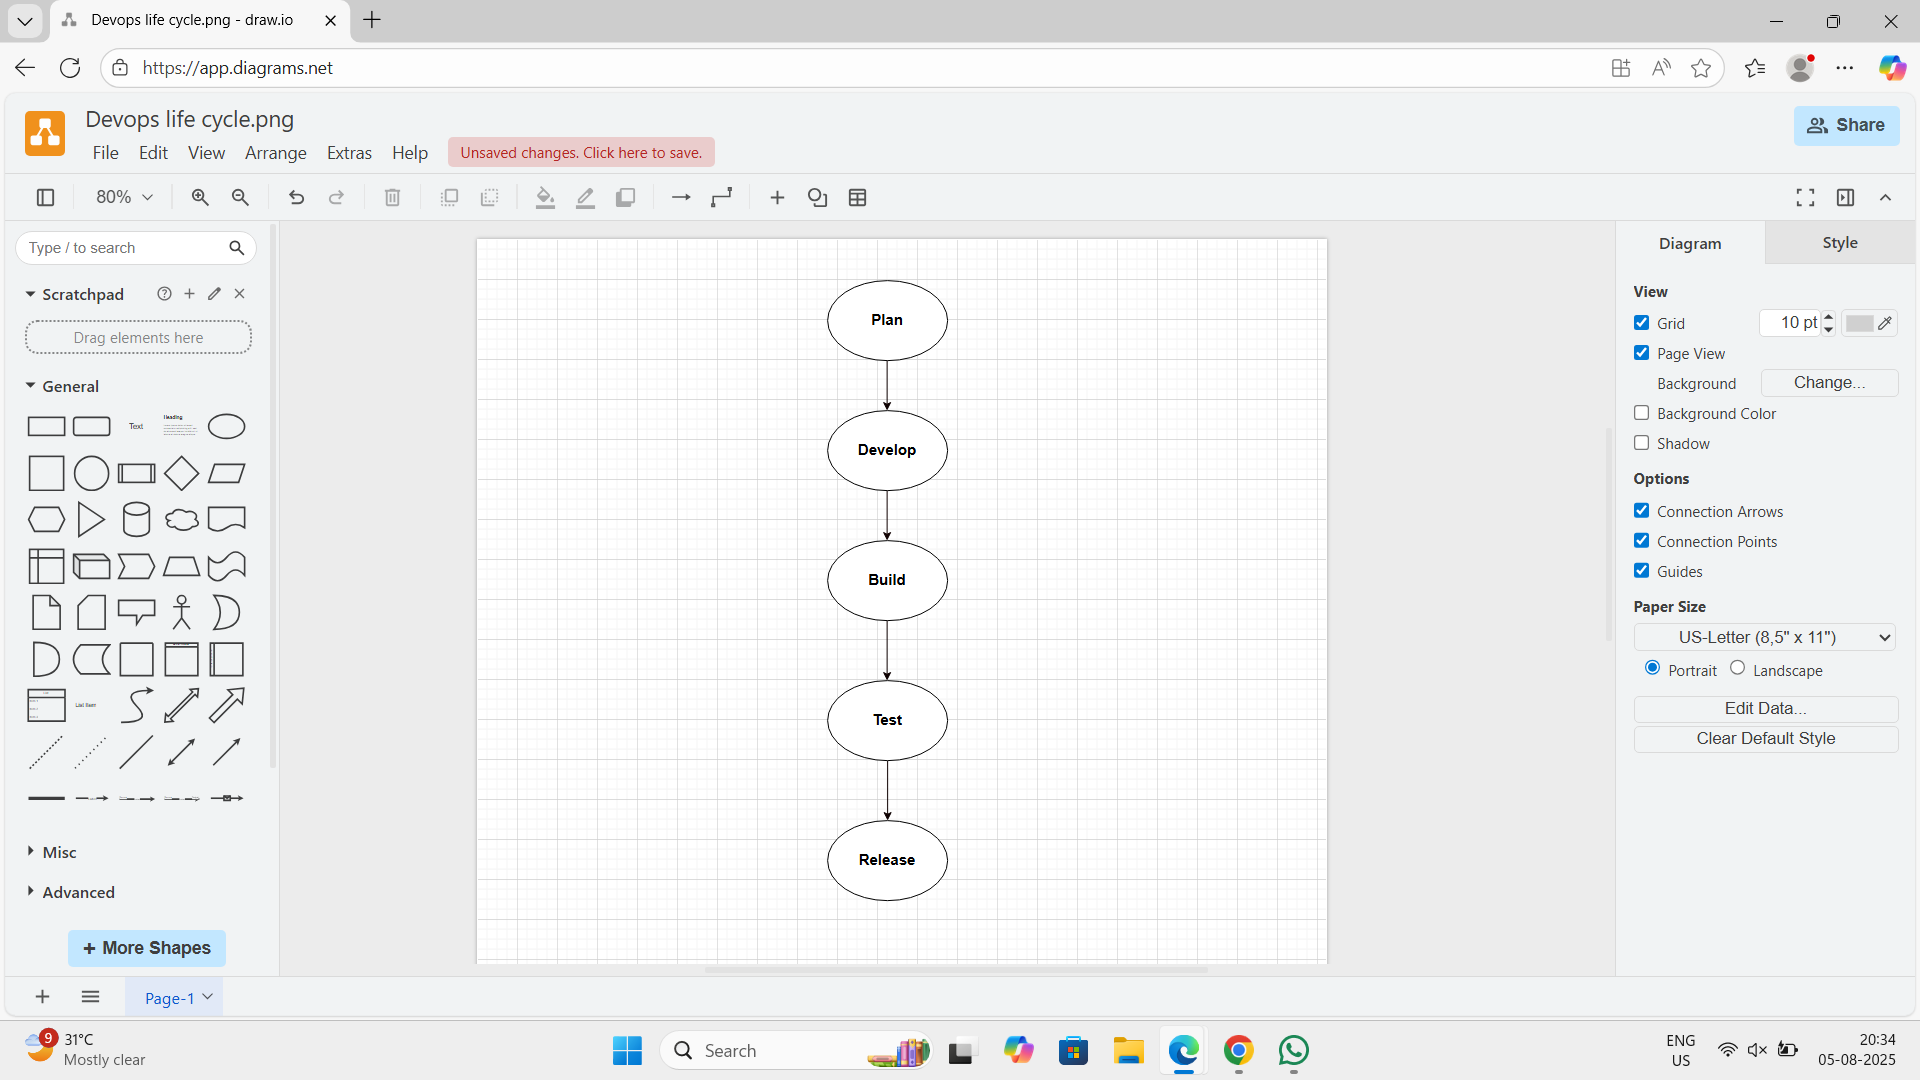 Devops life cycle.png - draw.io
https://app.diagrams.net
Devops life cycle.png
File Edit View Arrange Extras Help Unsaved changes. Click here to save.
Share
80%
Type / to search
Scratchpad
Drag elements here
General
Text
Heading
List Item
Misc
Advanced
+ More Shapes
Plan
Develop
Build
Test
Release
Diagram Style
View
Grid 10 pt
Page View
Background Change...
Background Color
Shadow
Options
Connection Arrows
Connection Points
Guides
Paper Size
US-Letter (8,5" x 11")
Portrait Landscape
Edit Data...
Clear Default Style
Page-1
9
31°C
Mostly clear
Search
ENG
US
20:34
05-08-2025